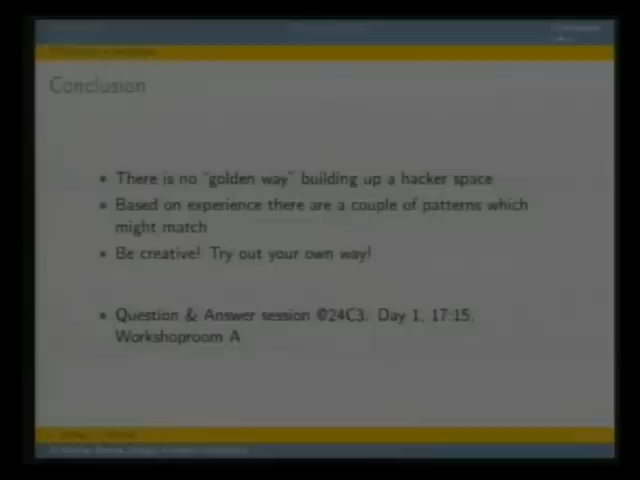 Conclusion
• There is no "golden way" building up a hacker space
• Based on experience there are a couple of patterns which
might match
• Be creative! Try out your own way!
• Question & Answer session @24C3. Day 1, 17:15,
Workshoproom A